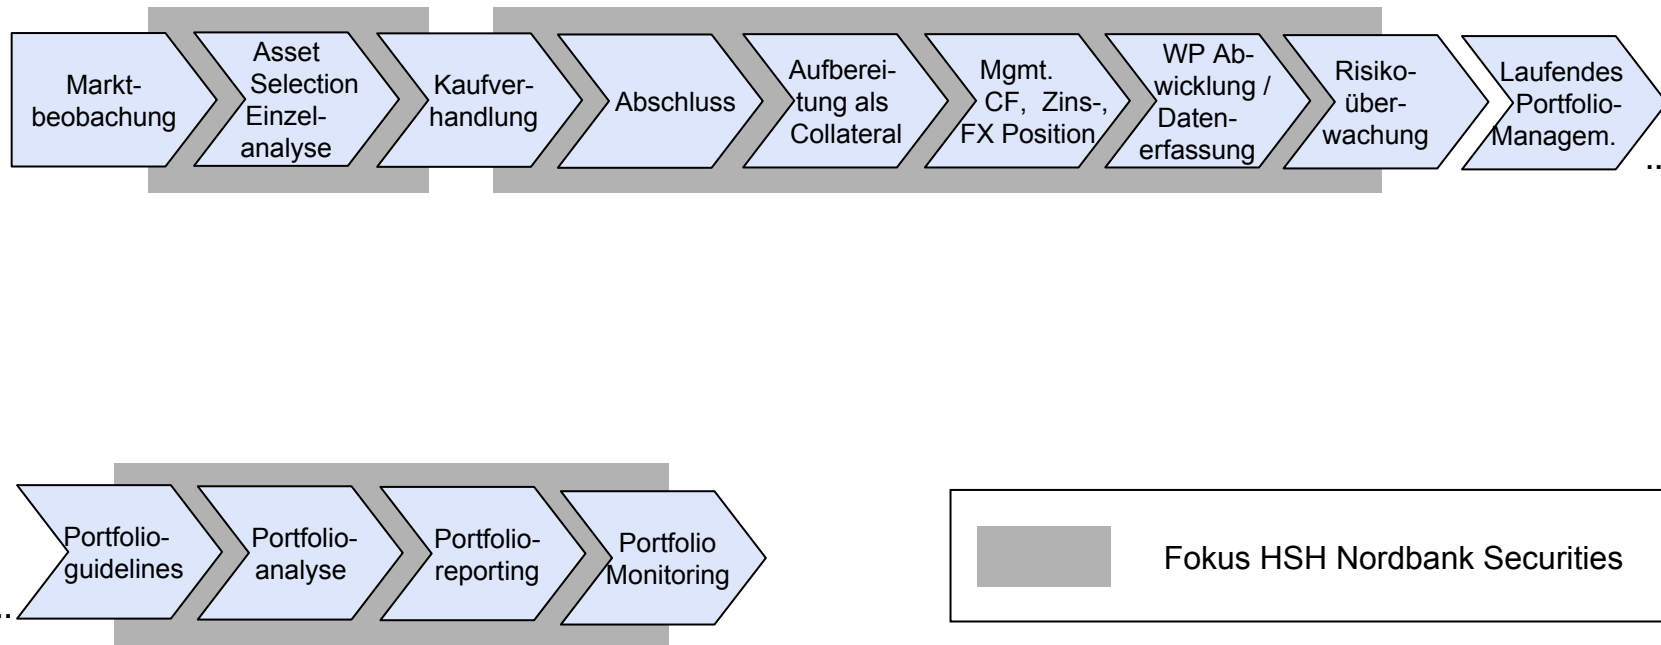 Markt-
beobachung
Asset
Selection
Einzel-
analyse
Kaufver-
handlung
Abschluss
Aufberei-
tung als
Collateral
Mgmt.
CF, Zins-,
FX Position
WP Ab-
wicklung /
Daten-
erfassung
Risiko-
über-
wachung
Laufendes
Portfolio-
Managem.
..
..
Portfolio-
guidelines
Portfolio-
analyse
Portfolio-
reporting
Portfolio
Monitoring
Fokus HSH Nordbank Securities